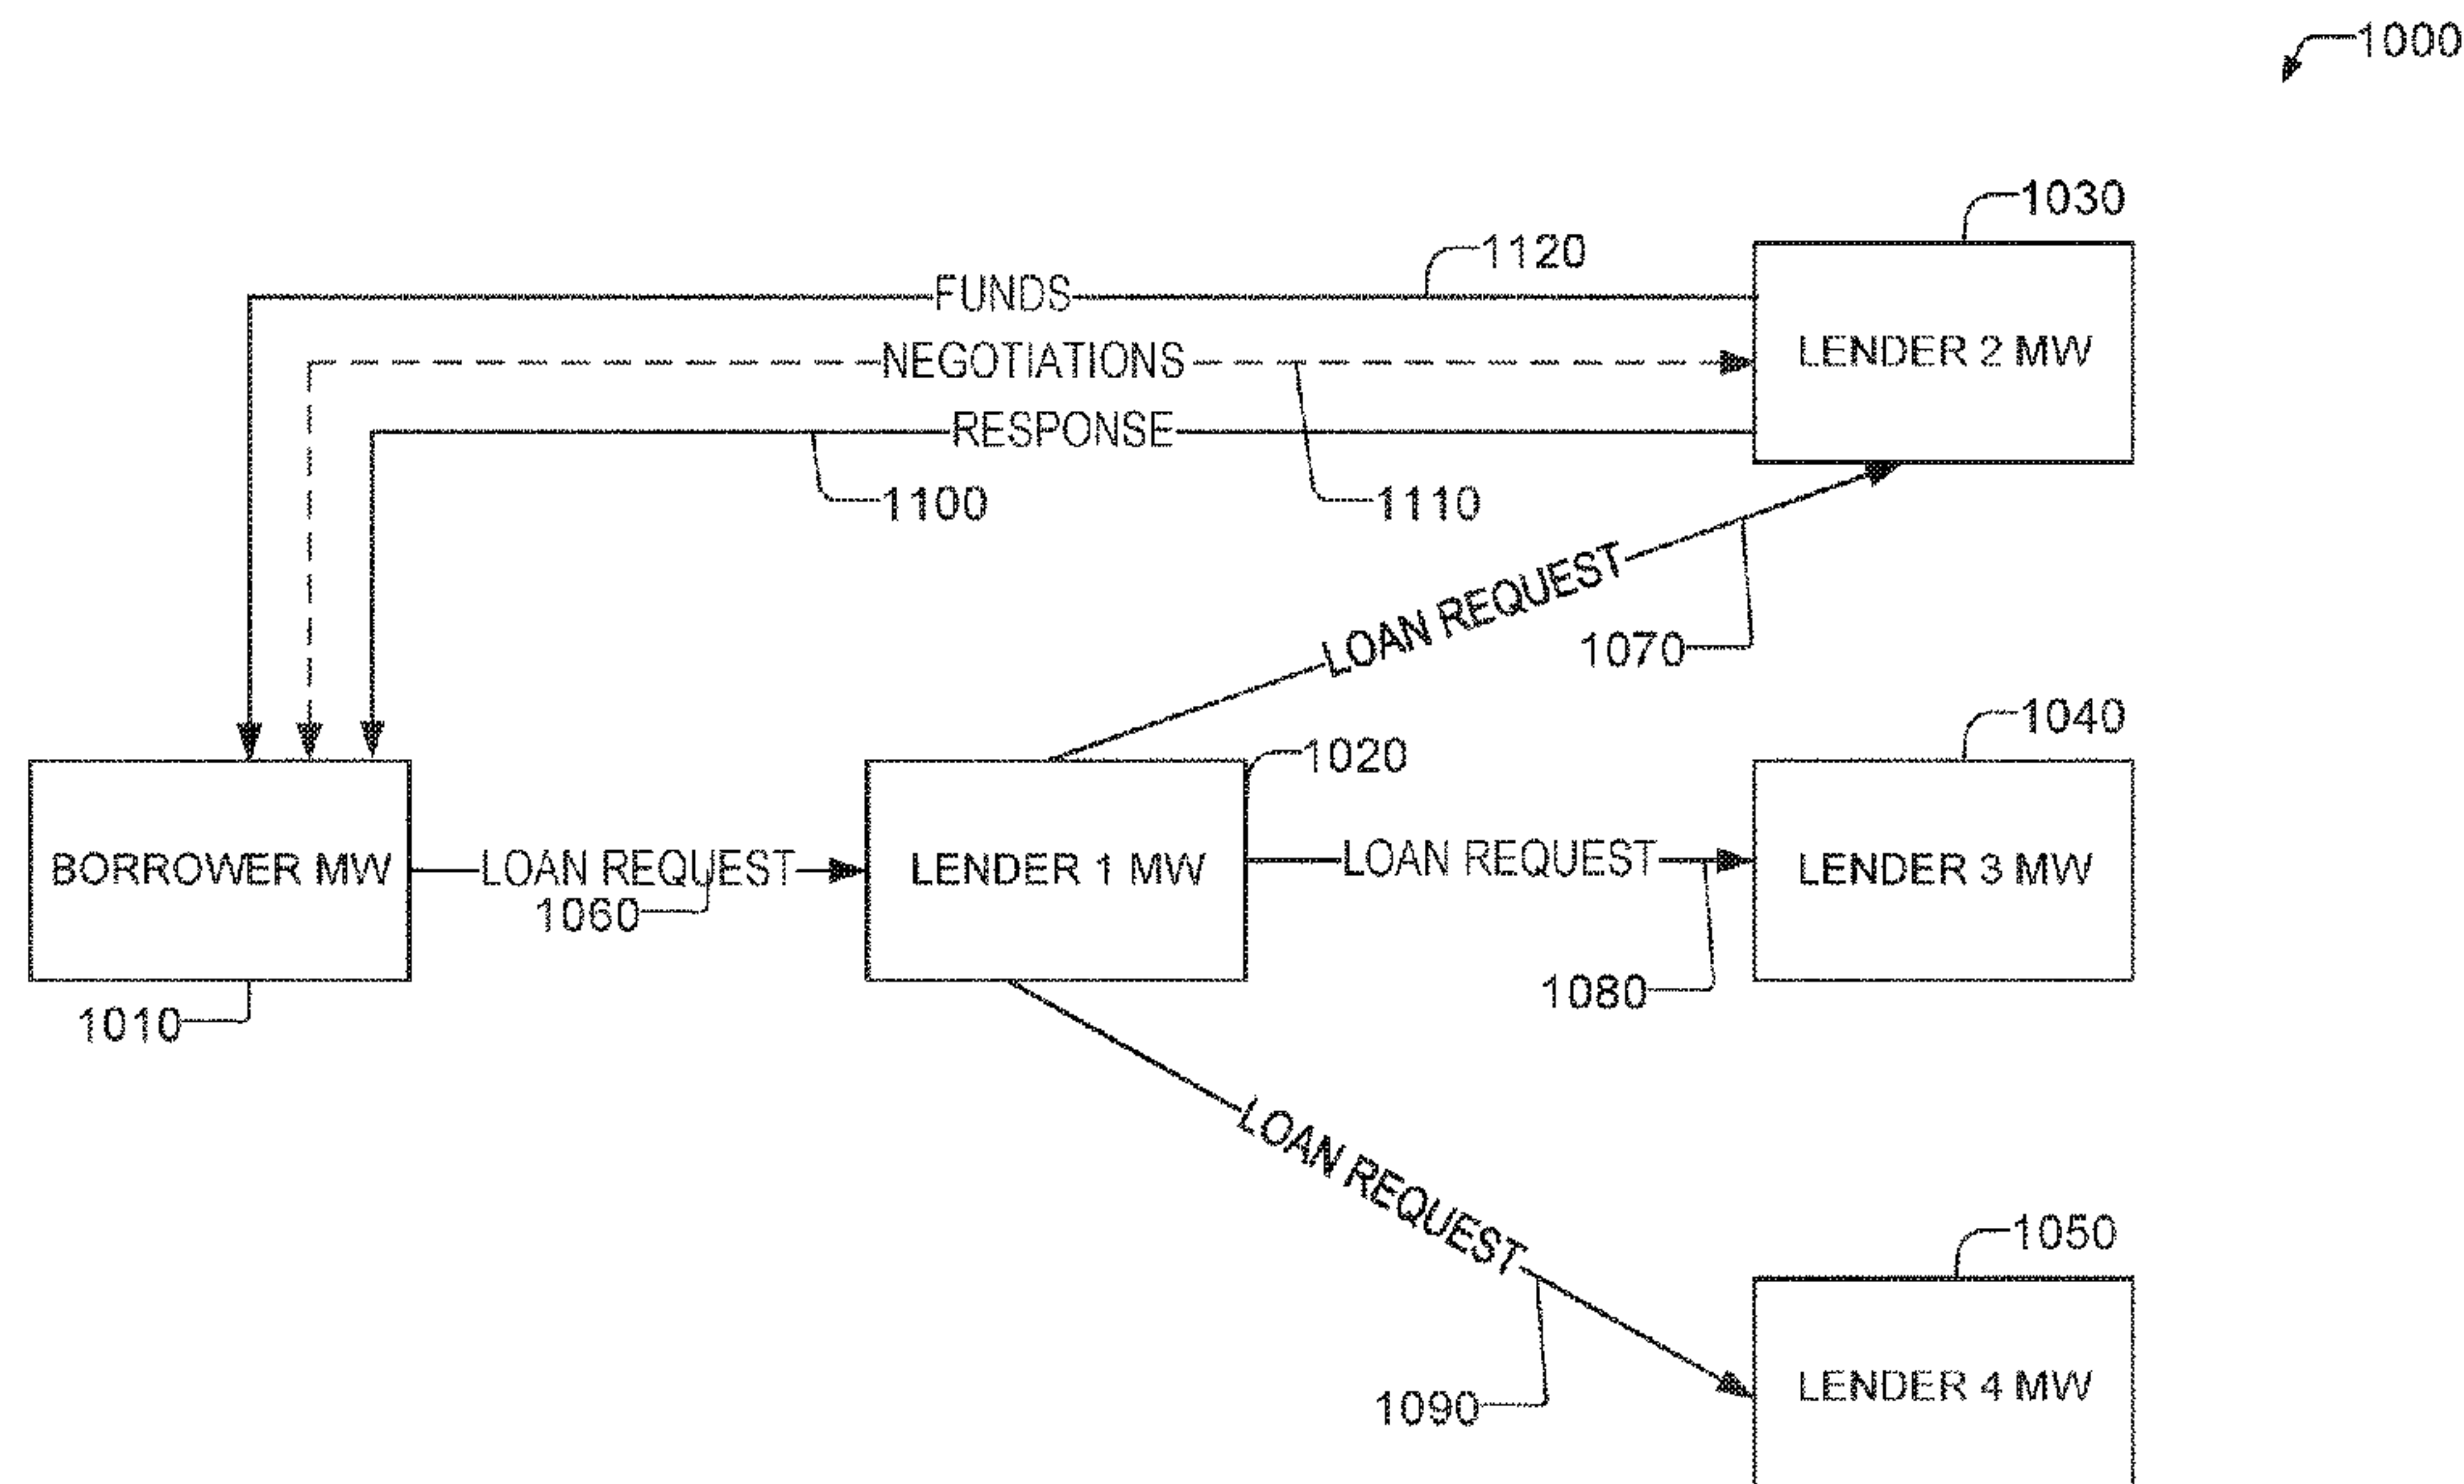 1000
1030
1120
FUNDS
NEGOTIATIONS
LENDER 2 MW
RESPONSE
1100
1110
LOAN REQUEST
1070
1040
1020
BORROWER MW
LOAN REQUEST
LENDER 1 MW
LOAN REQUEST
LENDER 3 MW
1060
1080
1010
LOAN REQUEST
1050
1090
LENDER 4 MW